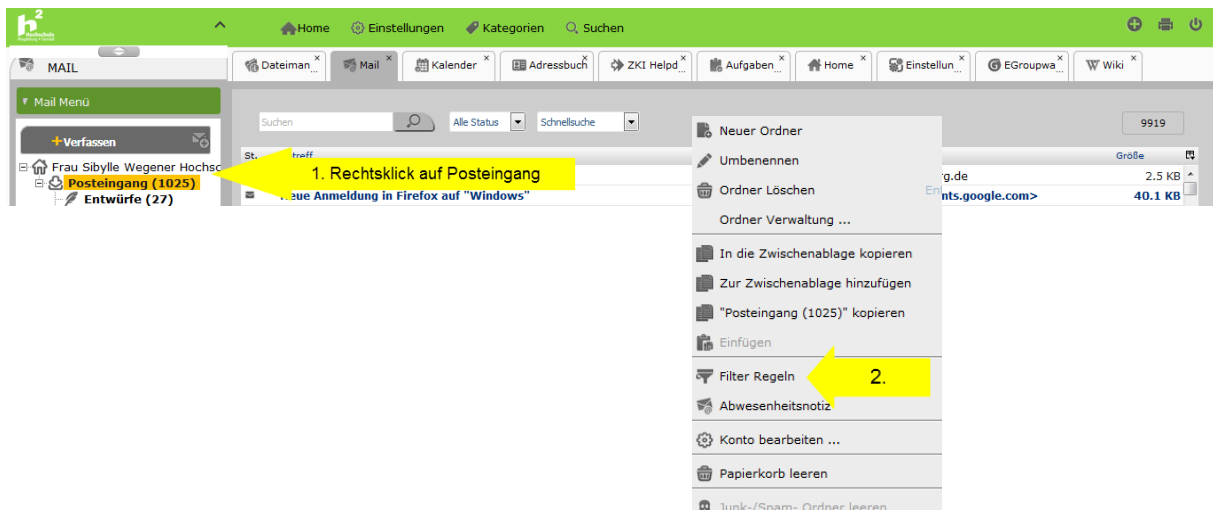 h²
Hochschule
Magdeburg • Stendal
Home Einstellungen Kategorien Suchen
MAIL
Dateiman... Mail Kalender Adressbuch ZKI Helpd... Aufgaben... Home Einstellun... EGroupwa... Wiki
Mail Menü
Suchen Alle Status Schnellsuche 9919
Verfassen
St. treff Größe
Frau Sibylle Wegener Hochsc
1. Rechtsklick auf Posteingang
rg.de 2.5 KB
Posteingang (1025)
Entwürfe (27)
Neue Anmeldung in Firefox auf "Windows" Ent nts.google.com> 40.1 KB
Neuer Ordner
Umbenennen
Ordner Löschen
Ordner Verwaltung ...
In die Zwischenablage kopieren
Zur Zwischenablage hinzufügen
"Posteingang (1025)" kopieren
Einfügen
Filter Regeln 2.
Abwesenheitsnotiz
Konto bearbeiten ...
Papierkorb leeren
Junk-/Spam- Ordner leeren